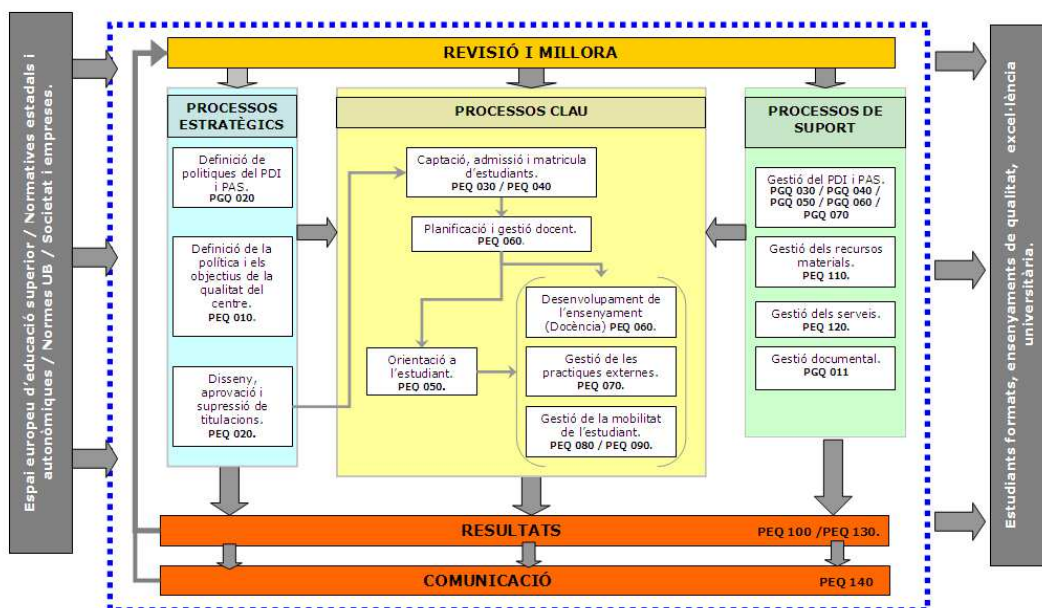 Espai europeu d'educació superior / Normatives estadals i
autonòmiques / Normes UB / Societat i empreses.
REVISIÓ I MILLORA
PROCESSOS
ESTRATÈGICS
Definició de
politiques del PDI
i PAS.
PGQ 020
Definició de la
política i els
objectius de la
qualitat del
centre.
PEQ 010.
Disseny,
aprovació i
supressió de
titulacions.
PEQ 020.
PROCESSOS CLAU
Captació, admissió i matricula
d'estudiants.
PEQ 030 / PEQ 040
Planificació i gestió docent.
PEQ 060.
Desenvolupament de
l'ensenyament
(Docència) PEQ 060.
Orientació a
l'estudiant.
PEQ 050.
Gestió de les
practiques externes.
PEQ 070.
Gestió de la mobilitat
de l'estudiant.
PEQ 080 / PEQ 090.
PROCESSOS DE
SUPORT
Gestió del PDI i PAS.
PGQ 030 / PGQ 040 /
PGQ 050 / PGQ 060 /
PGQ 070
Gestió dels recursos
materials.
PEQ 110.
Gestió dels serveis.
PEQ 120.
Gestió documental.
PGQ 011
RESULTATS PEQ 100 /PEQ 130.
COMUNICACIÓ PEQ 140
Estudiants formats, ensenyaments de qualitat, excel·lència
universitària.